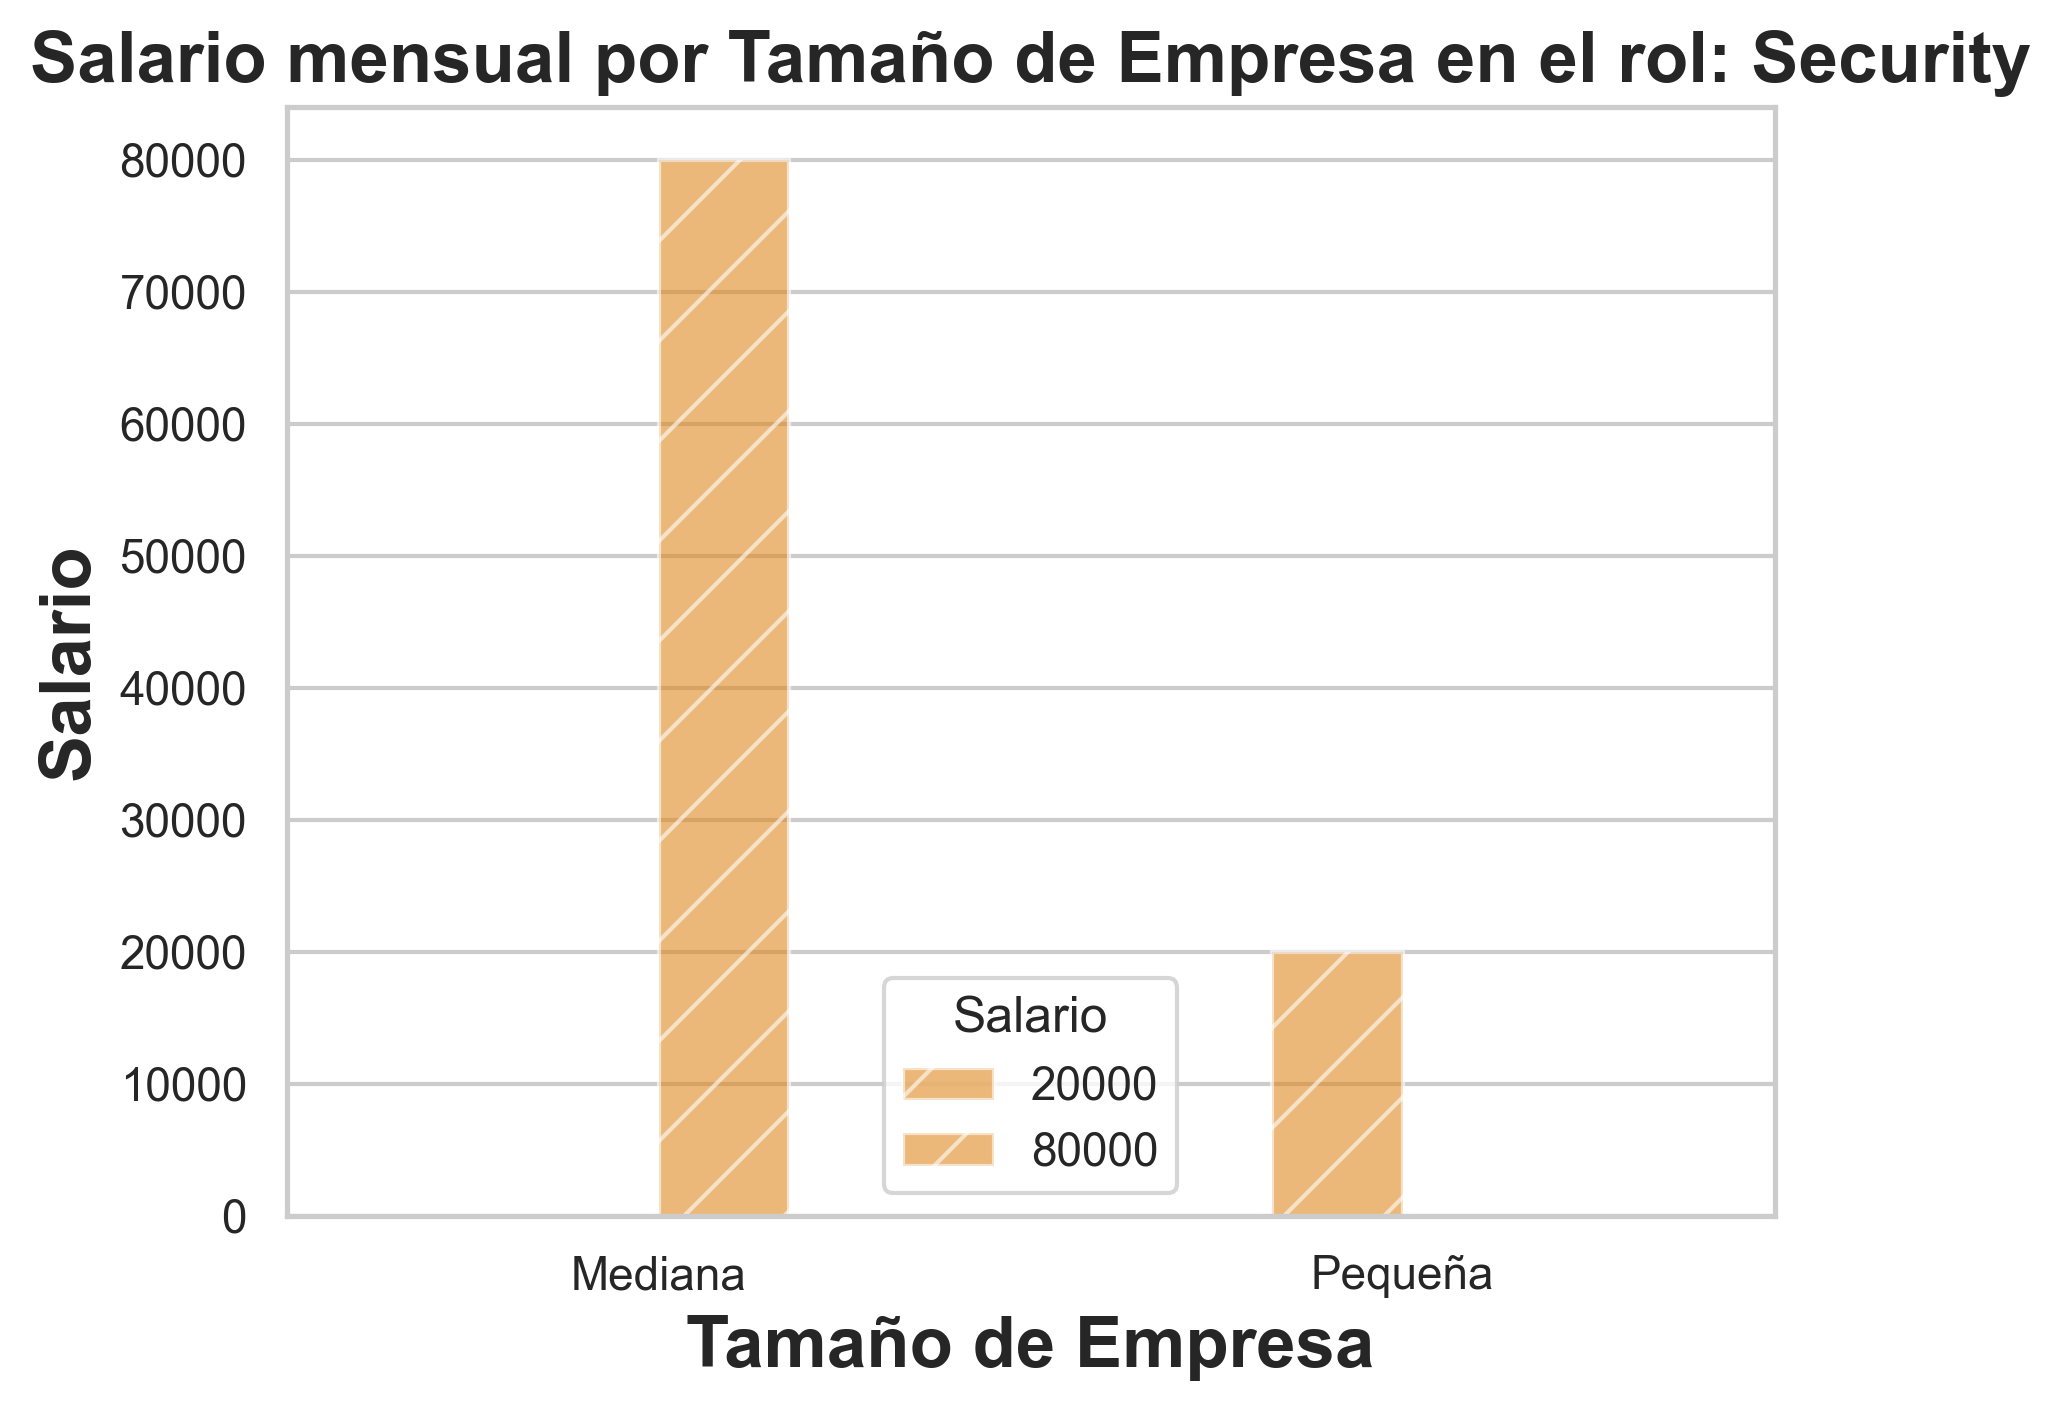 Salario mensual por Tamaño de Empresa en el rol: Security
80000
70000
60000
50000
40000
30000
20000
10000
0
Salario
Salario
20000
80000
Mediana
Pequeña
Tamaño de Empresa